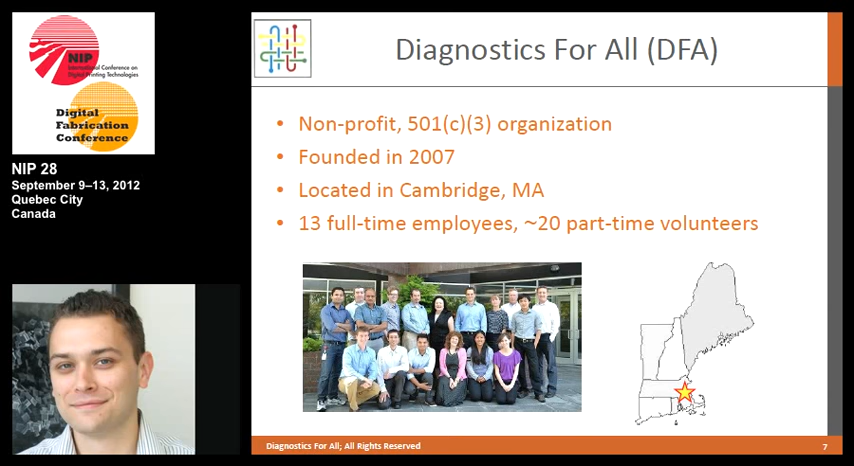 NIP
International Conference on
Digital Printing Technologies
Digital
Fabrication
Conference
NIP 28
September 9–13, 2012
Quebec City
Canada
Diagnostics For All (DFA)
• Non-profit, 501(c)(3) organization
• Founded in 2007
• Located in Cambridge, MA
• 13 full-time employees, ~20 part-time volunteers
Diagnostics For All; All Rights Reserved
7